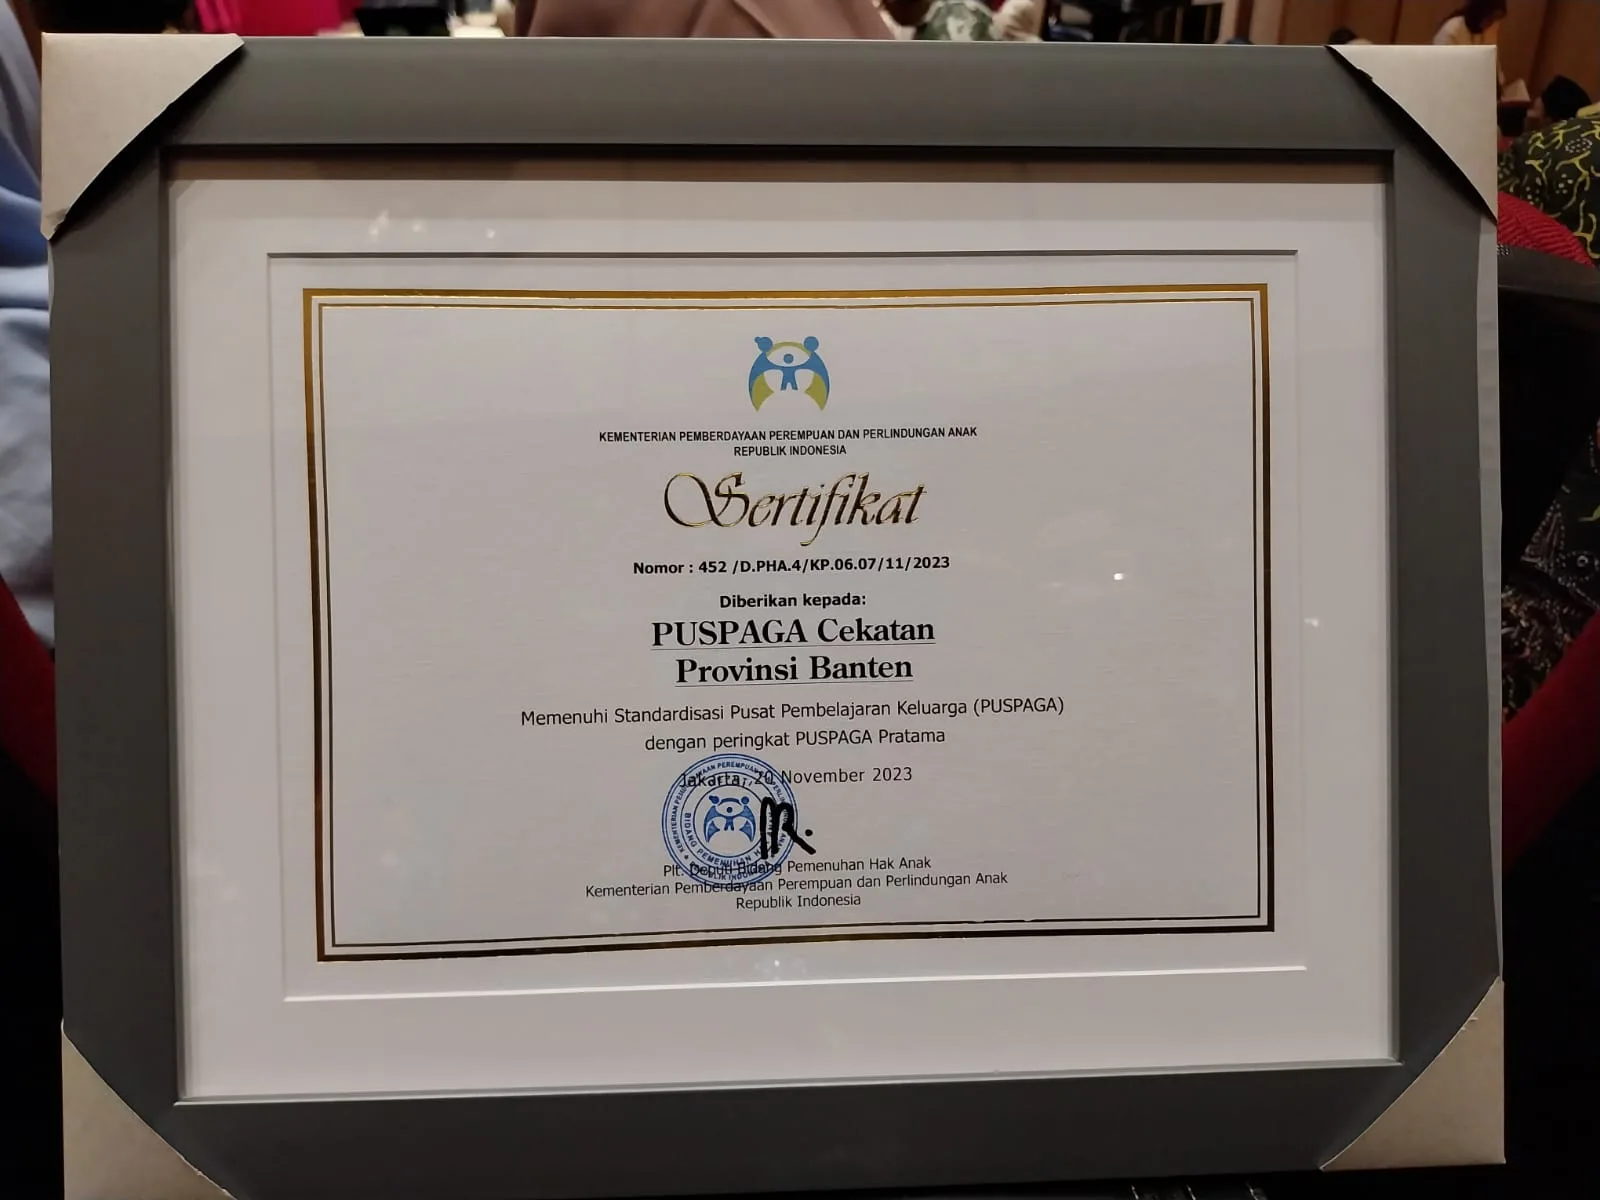 KEMENTERIAN PEMBERDAYAAN PEREMPUAN DAN PERLINDUNGAN ANAK
REPUBLIK INDONESIA
Sertifikat
Nomor : 452 /D.PHA.4/KP.06.07/11/2023
Diberikan kepada:
PUSPAGA Cekatan
Provinsi Banten
Memenuhi Standardisasi Pusat Pembelajaran Keluarga (PUSPAGA)
dengan peringkat PUSPAGA Pratama
Jakarta, 20 November 2023
Plt. Deputi Bidang Pemenuhan Hak Anak
Kementerian Pemberdayaan Perempuan dan Perlindungan Anak
Republik Indonesia